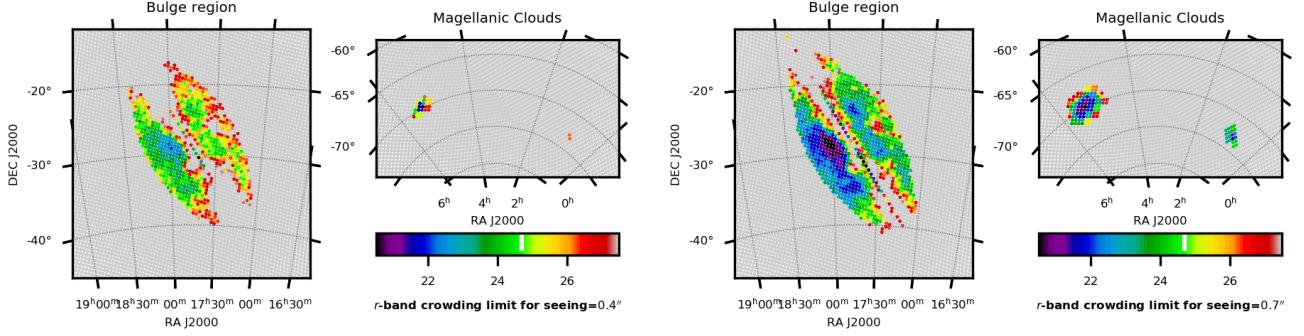 Bulge region
Magellanic Clouds
-60°
-65°
-70°
-20°
-30°
-40°
DEC J2000
6ʰ 4ʰ 2ʰ 0ʰ
RA J2000
22 24 26
19ʰ00ᵐ 18ʰ30ᵐ 00ᵐ 17ʰ30ᵐ 00ᵐ 16ʰ30ᵐ
RA J2000
r-band crowding limit for seeing=0.4″
Bulge region
Magellanic Clouds
-60°
-65°
-70°
-20°
-30°
-40°
DEC J2000
6ʰ 4ʰ 2ʰ 0ʰ
RA J2000
22 24 26
19ʰ00ᵐ 18ʰ30ᵐ 00ᵐ 17ʰ30ᵐ 00ᵐ 16ʰ30ᵐ
RA J2000
r-band crowding limit for seeing=0.7″